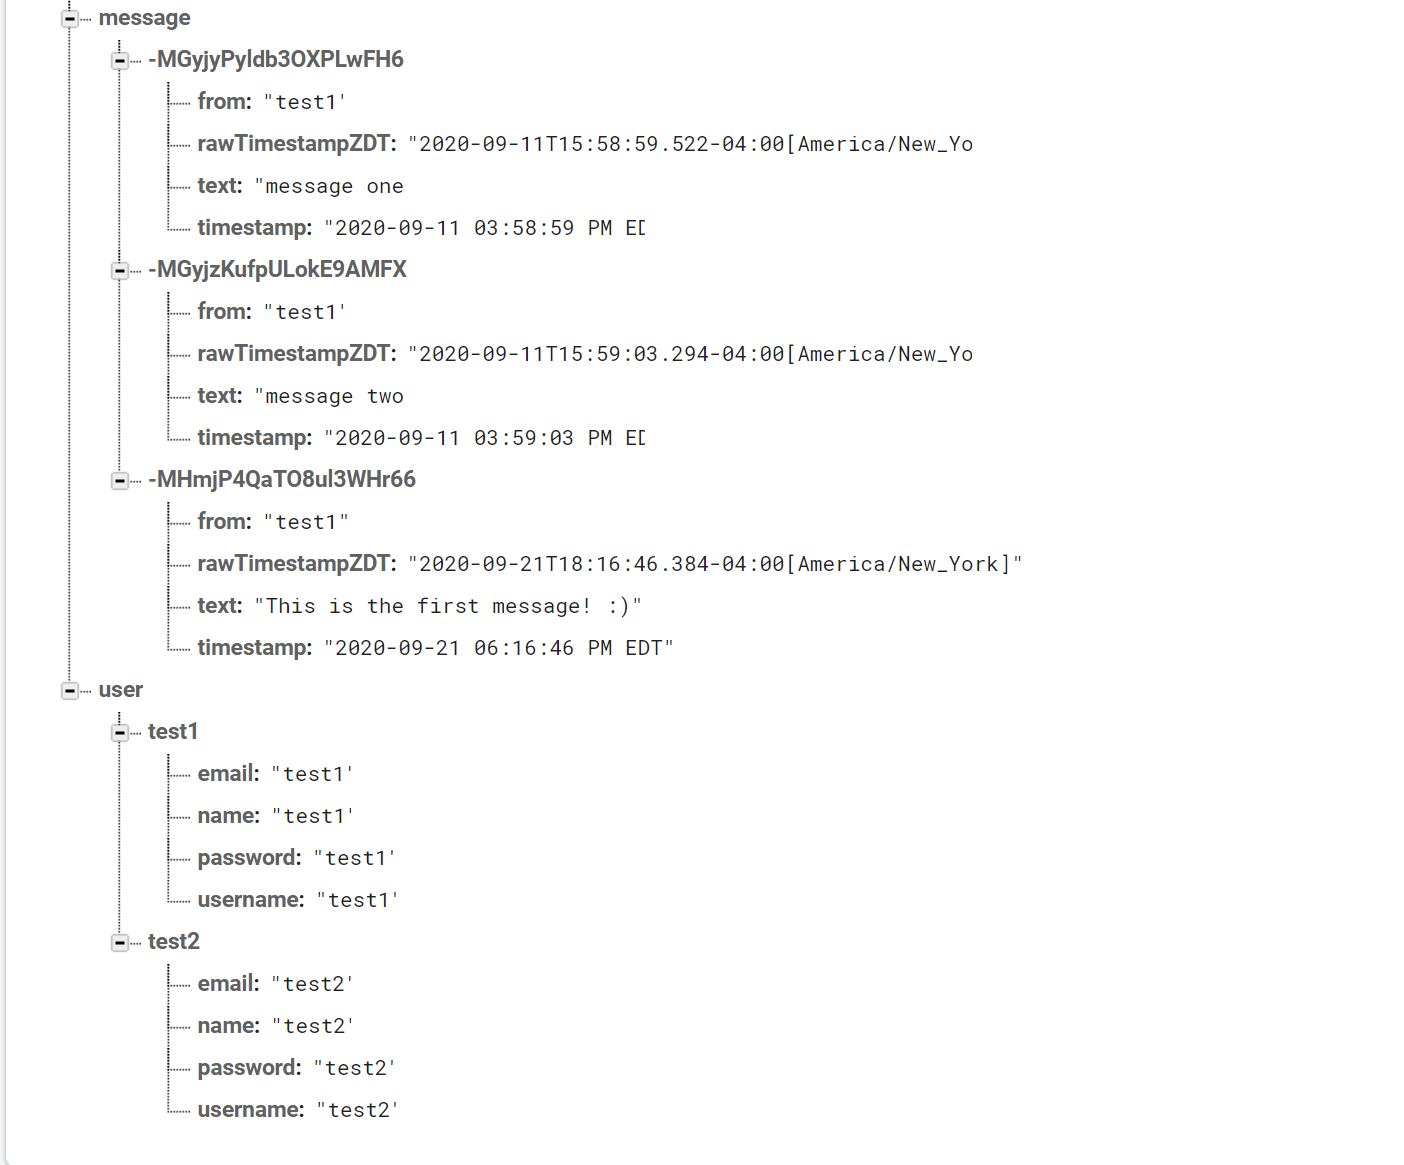 message
-MGyjyPyldb3OXPLwFH6
from: "test1'
rawTimestampZDT: "2020-09-11T15:58:59.522-04:00[America/New_Yo
text: "message one
timestamp: "2020-09-11 03:58:59 PM ED
-MGyjzKufpULokE9AMFX
from: "test1'
rawTimestampZDT: "2020-09-11T15:59:03.294-04:00[America/New_Yo
text: "message two
timestamp: "2020-09-11 03:59:03 PM ED
-MHmjP4QaTO8ul3WHr66
from: "test1"
rawTimestampZDT: "2020-09-21T18:16:46.384-04:00[America/New_York]"
text: "This is the first message! :)"
timestamp: "2020-09-21 06:16:46 PM EDT"
user
test1
email: "test1'
name: "test1'
password: "test1'
username: "test1'
test2
email: "test2'
name: "test2'
password: "test2'
username: "test2'